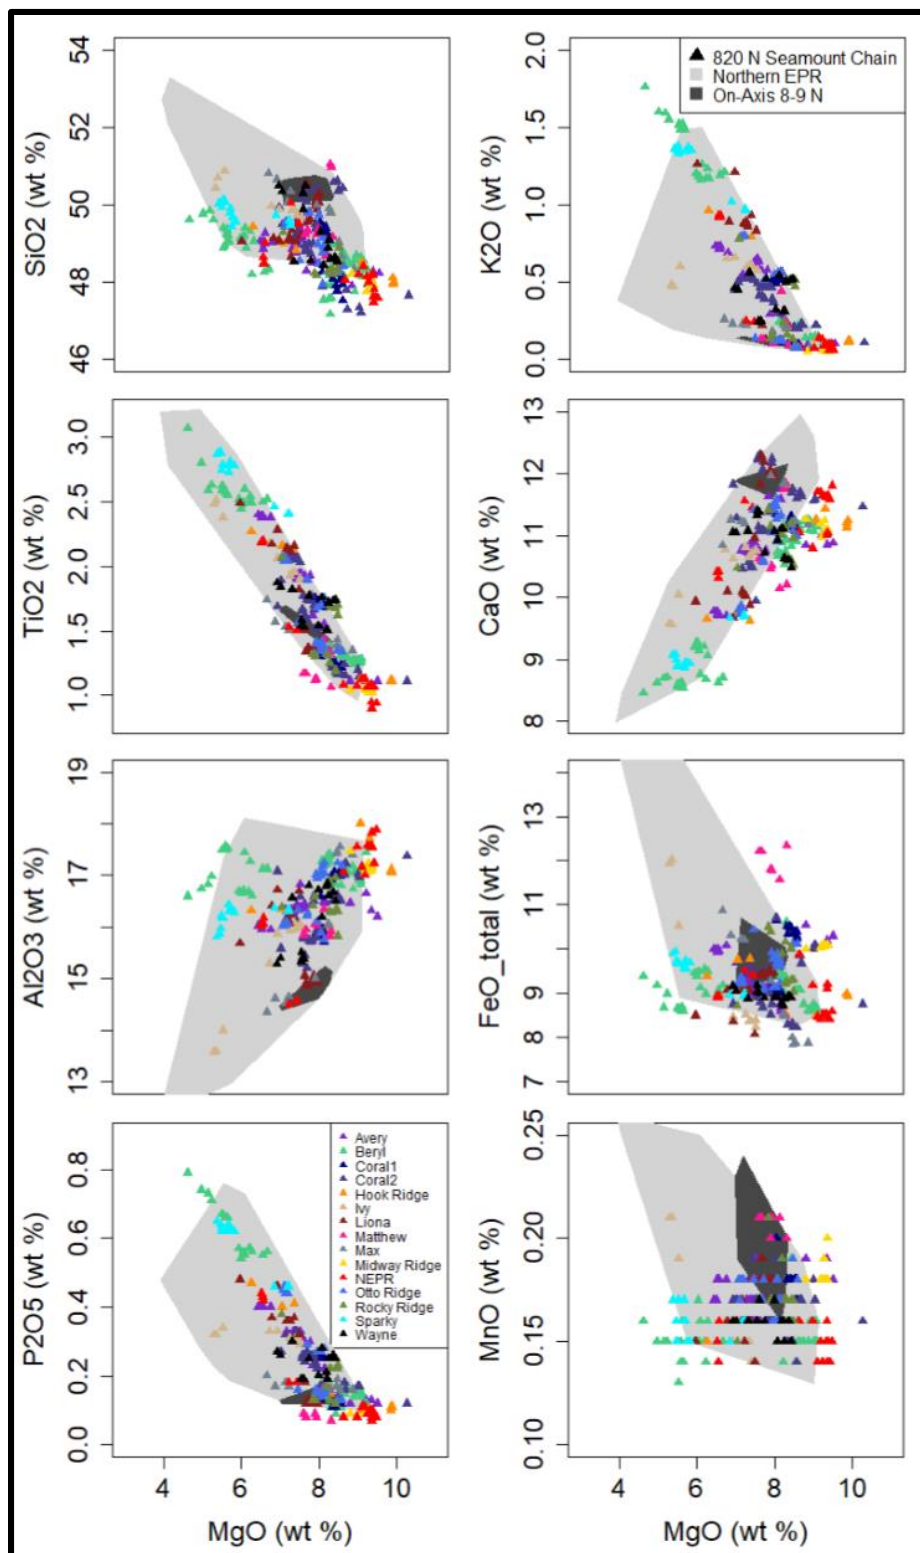 SiO2 (wt %)
54
52
50
48
46
K2O (wt %)
2.0
1.5
1.0
0.5
0.0
820 N Seamount Chain
Northern EPR
On-Axis 8-9 N
TiO2 (wt %)
3.0
2.5
2.0
1.5
1.0
CaO (wt %)
13
12
11
10
9
8
Al2O3 (wt %)
19
17
15
13
FeO_total (wt %)
13
11
10
9
8
7
P2O5 (wt %)
0.8
0.6
0.4
0.2
0.0
Avery
Beryl
Coral1
Coral2
Hook Ridge
Ivy
Liona
Matthew
Max
Midway Ridge
NEPR
Otto Ridge
Rocky Ridge
Sparky
Wayne
MnO (wt %)
0.25
0.20
0.15
0.10
4 6 8 10
4 6 8 10
MgO (wt %)
MgO (wt %)